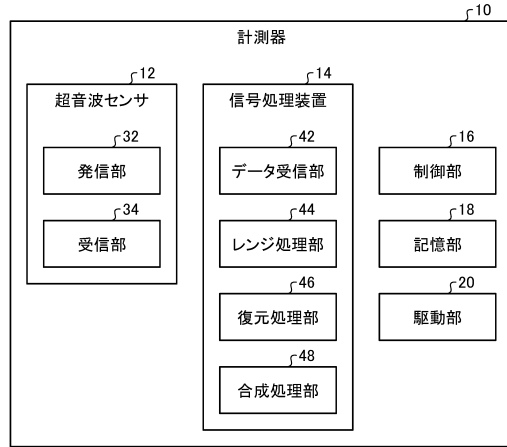 10
計測器
12
超音波センサ
32
発信部
34
受信部
14
信号処理装置
42
データ受信部
44
レンジ処理部
46
復元処理部
48
合成処理部
16
制御部
18
記憶部
20
駆動部